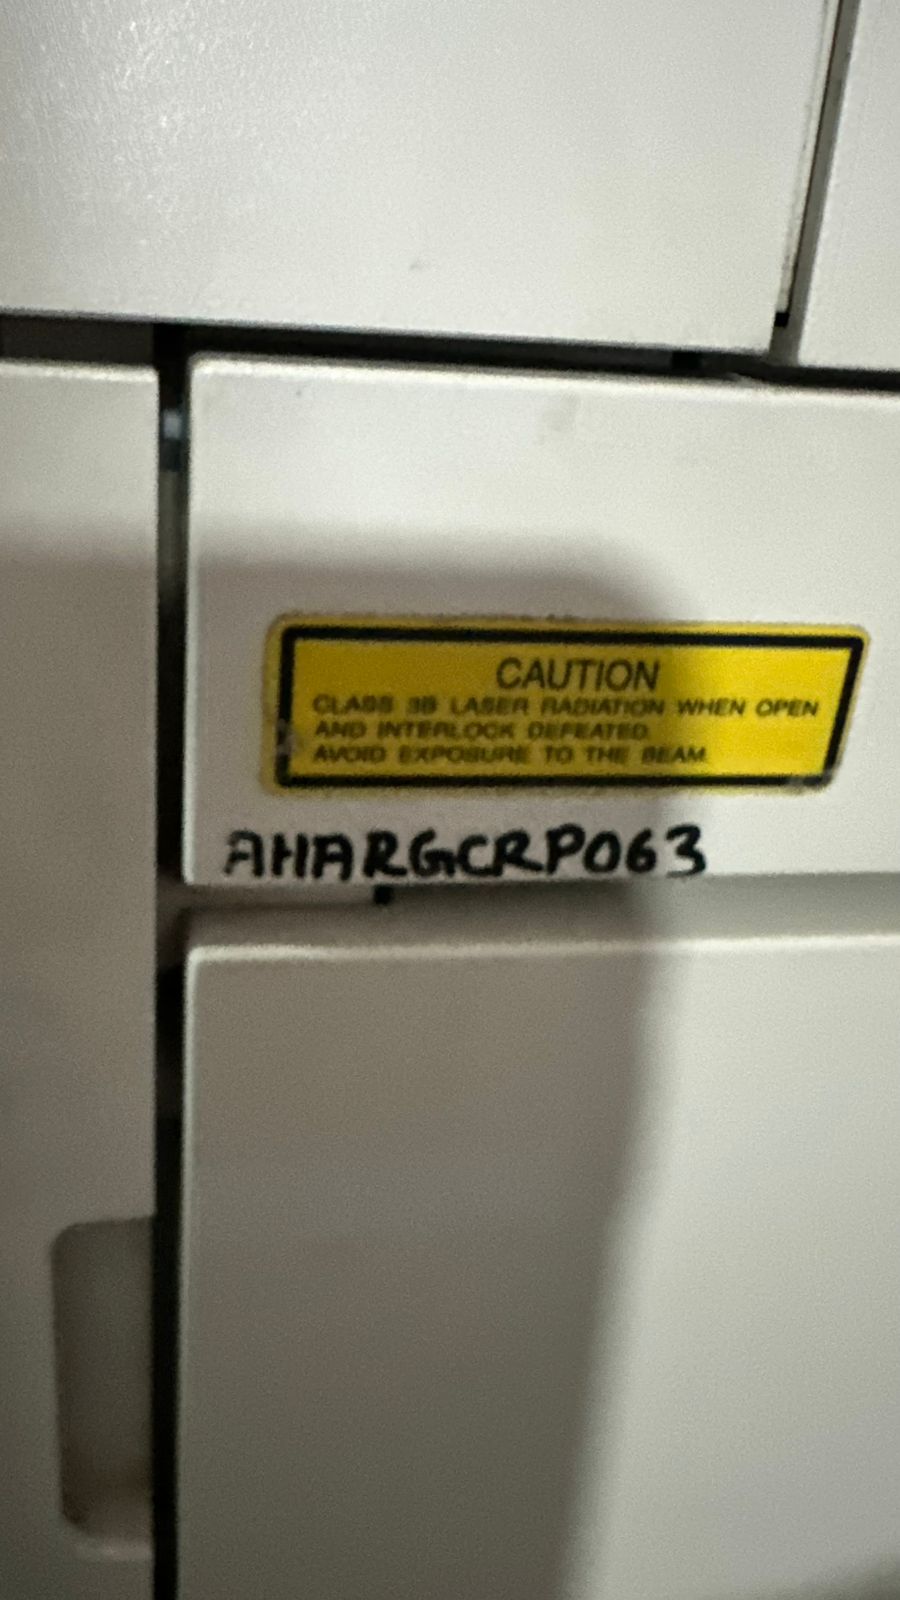 CAUTION
CLASS 3B LASER RADIATION WHEN OPEN
AND INTERLOCK DEFEATED.
AVOID EXPOSURE TO THE BEAM.
AHARGCRP063